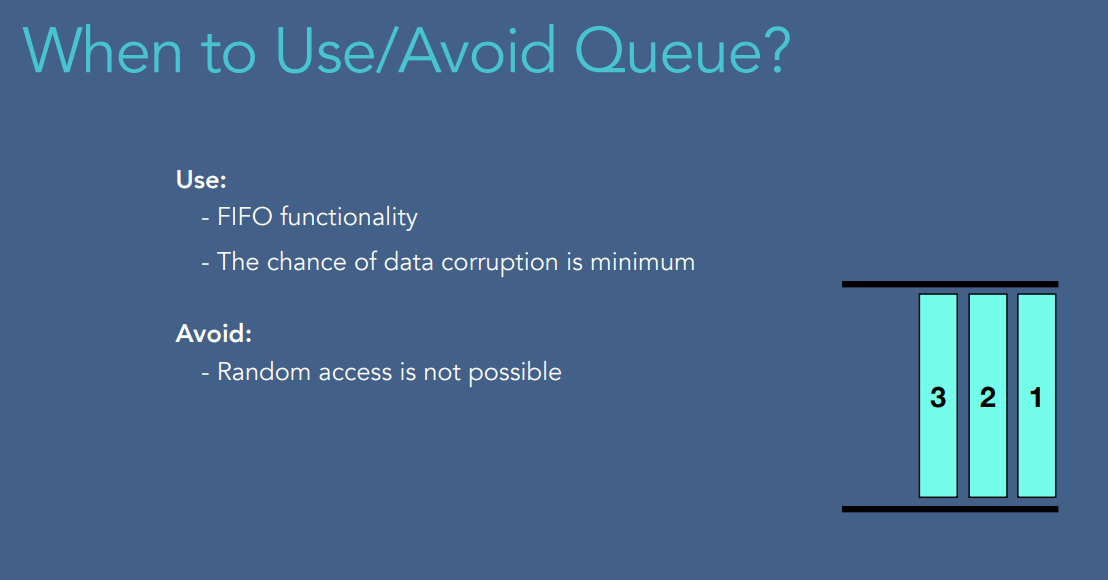 When to Use/Avoid Queue?
Use:
- FIFO functionality
- The chance of data corruption is minimum
Avoid:
- Random access is not possible
3 2 1